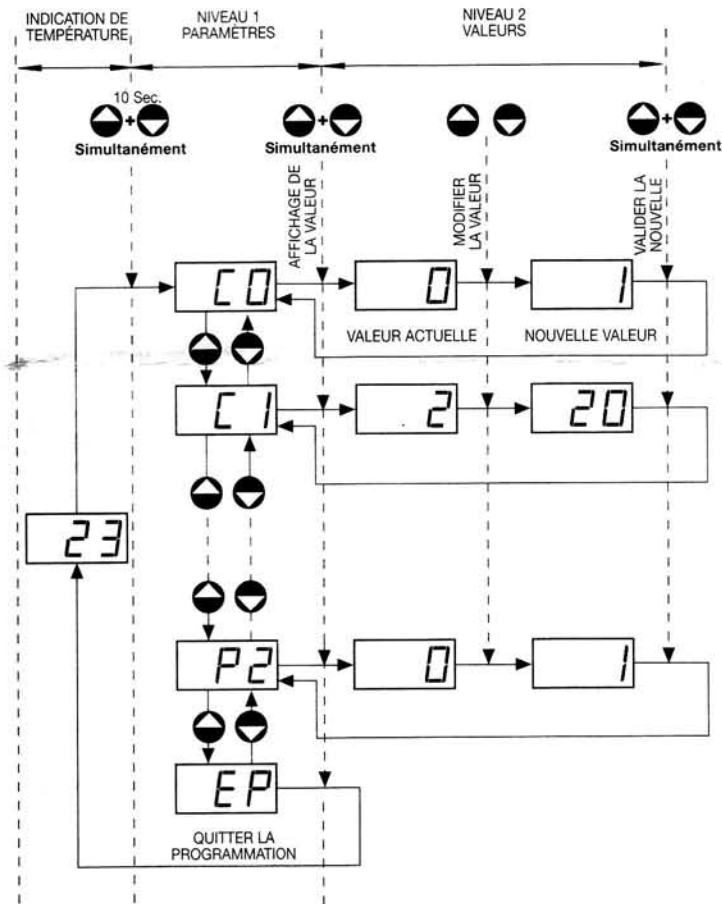 INDICATION DE
TEMPÉRATURE
NIVEAU 1
PARAMÈTRES
NIVEAU 2
VALEURS
10 Sec.
+
Simultanément
+
Simultanément
+
Simultanément
AFFICHAGE DE
LA VALEUR
MODIFIER
LA VALEUR
VALIDER LA
NOUVELLE
C0
0
1
VALEUR ACTUELLE
NOUVELLE VALEUR
C1
2
20
23
P2
0
1
EP
QUITTER LA
PROGRAMMATION